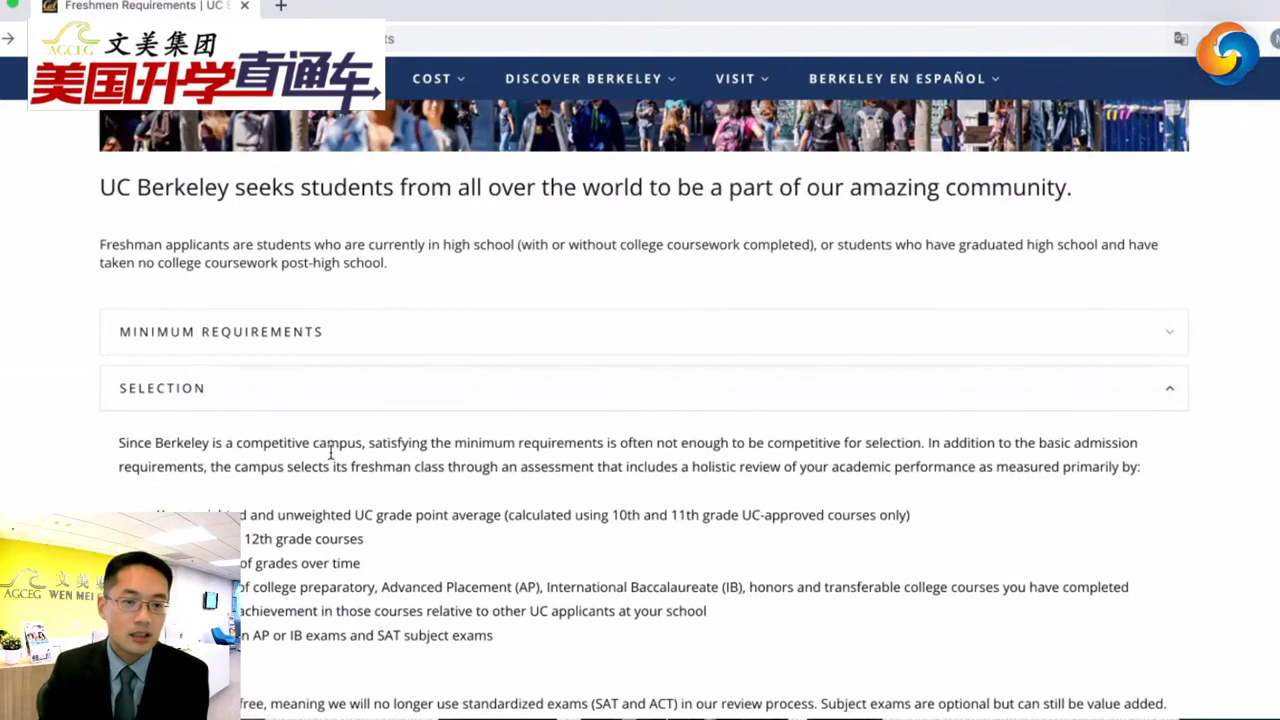 Freshmen Requirements | UC B
AGCEG 文美集团
美国升学直通车
ts
COST
DISCOVER BERKELEY
VISIT
BERKELEY EN ESPAÑOL
UC Berkeley seeks students from all over the world to be a part of our amazing community.
Freshman applicants are students who are currently in high school (with or without college coursework completed), or students who have graduated high school and have
taken no college coursework post-high school.
MINIMUM REQUIREMENTS
SELECTION
Since Berkeley is a competitive campus, satisfying the minimum requirements is often not enough to be competitive for selection. In addition to the basic admission
requirements, the campus selects its freshman class through an assessment that includes a holistic review of your academic performance as measured primarily by:
and unweighted UC grade point average (calculated using 10th and 11th grade UC-approved courses only)
12th grade courses
of grades over time
of college preparatory, Advanced Placement (AP), International Baccalaureate (IB), honors and transferable college courses you have completed
achievement in those courses relative to other UC applicants at your school
AP or IB exams and SAT subject exams
free, meaning we will no longer use standardized exams (SAT and ACT) in our review process. Subject exams are optional but can still be value added.
文美
AGCEG WEN MEI